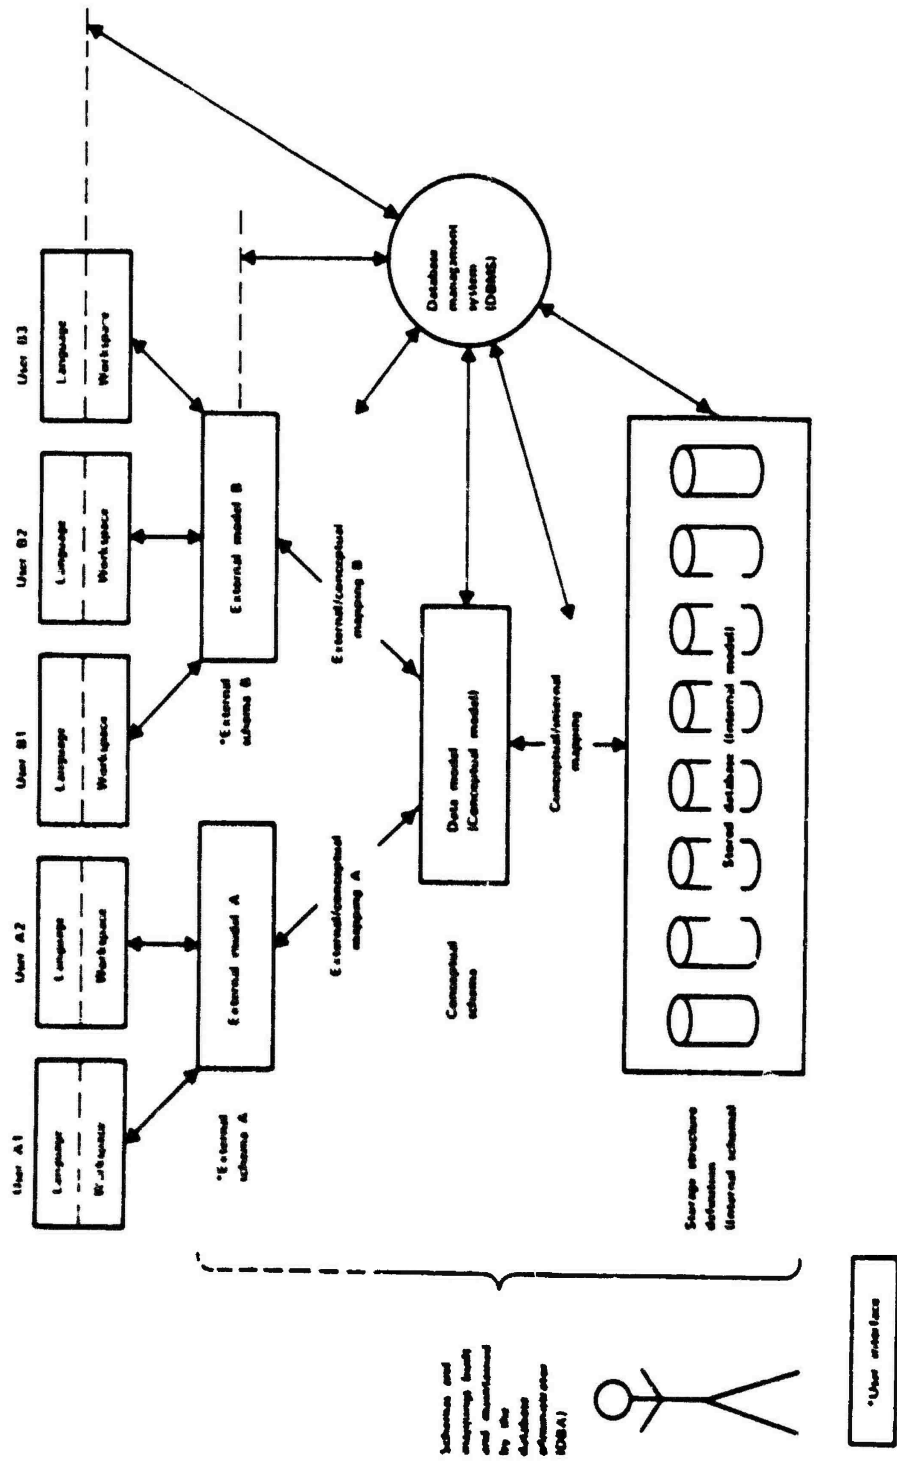 User A1
Language
Workspace
User A2
Language
Workspace
User B1
Language
Workspace
User B2
Language
Workspace
User B3
Language
Workspace
*External
schema A
External model A
*External
schema B
External model B
External/conceptual
mapping A
External/conceptual
mapping B
Database
management
system
(DBMS)
Conceptual
schema
Data model
(Conceptual model)
Conceptual/internal
mapping
Schemas and
mappings built
and maintained
by the
database
administrator
(DBA)
Storage structure
definition
(Internal schema)
Stored database (Internal model)
*User interface